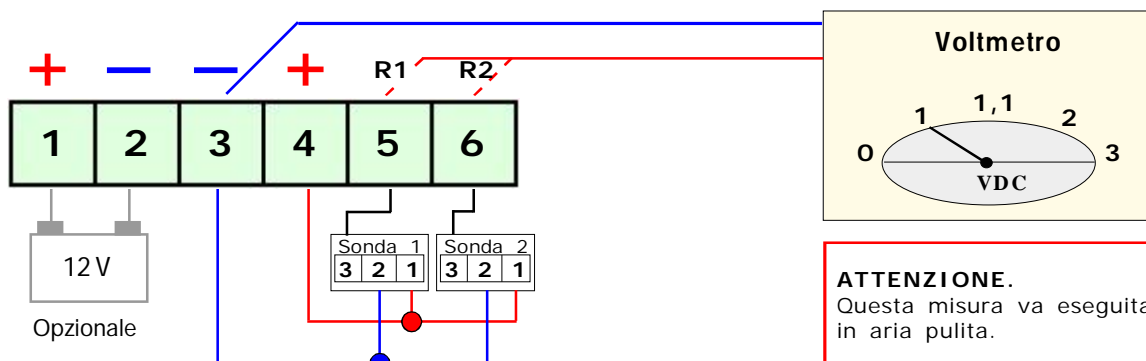 Voltmetro
+ — — + R1 R2
1 2 3 4 5 6
0 1 1,1 2 3
VDC
Sonda 1 Sonda 2
3 2 1 3 2 1
12 V
Opzionale
ATTENZIONE.
Questa misura va eseguita
in aria pulita.